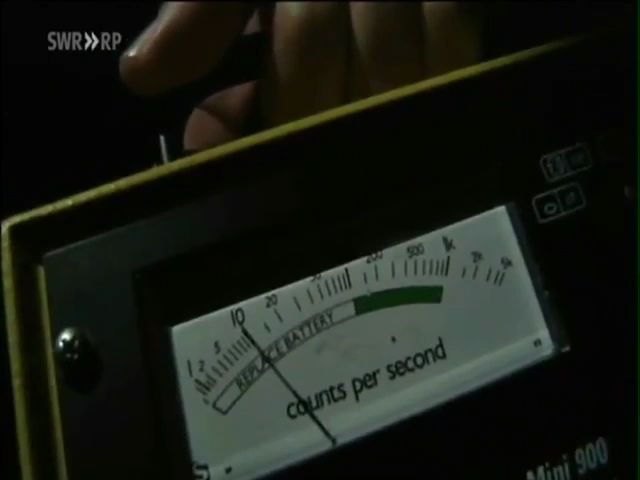 SWR»RP
1 2 5 10 20 50 200 500 1k 2k 5k
REPLACE BATTERY
counts per second
Mini 900